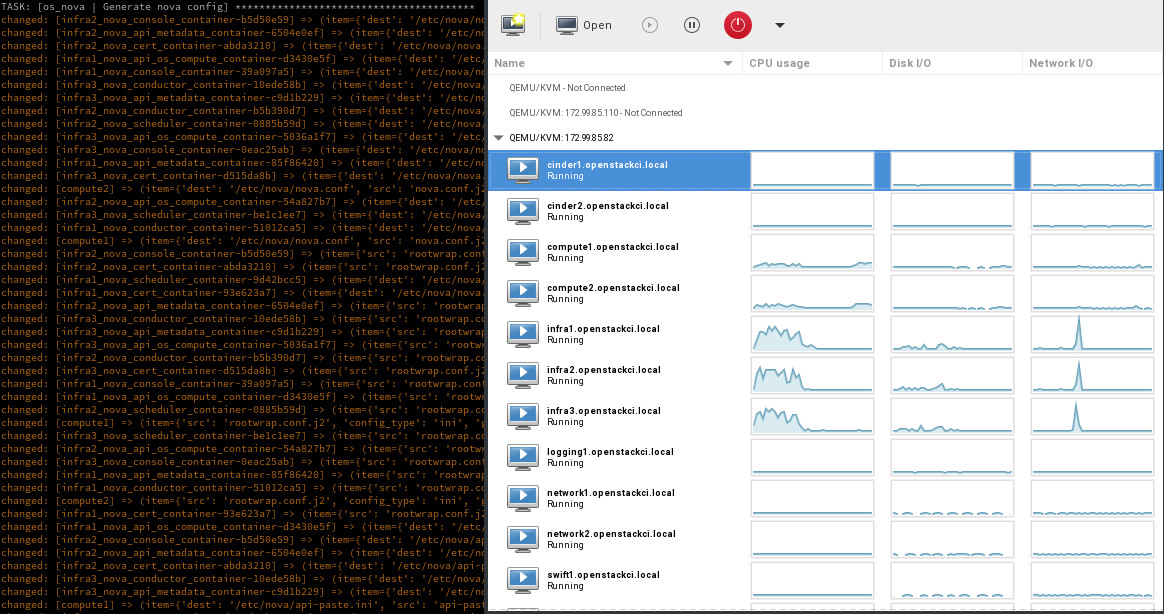 TASK: [os_nova | Generate nova config] ****************************************
changed: [infra2_nova_console_container-b5d50e59] => (item={'dest': '/etc/nova/nova.
changed: [infra2_nova_api_metadata_container-6504e0ef] => (item={'dest': '/etc/nov
changed: [infra2_nova_cert_container-abda3210] => (item={'dest': '/etc/nova/nova.
changed: [infra1_nova_api_os_compute_container-d3430e5f] => (item={'dest': '/etc/
changed: [infra1_nova_console_container-39a097a5] => (item={'dest': '/etc/nova/no
changed: [infra3_nova_conductor_container-10ede58b] => (item={'dest': '/etc/nova/
changed: [infra3_nova_api_metadata_container-c9d1b229] => (item={'dest': '/etc/no
changed: [infra2_nova_conductor_container-b5b390d7] => (item={'dest': '/etc/nova/
changed: [infra2_nova_scheduler_container-0885b59d] => (item={'dest': '/etc/nova/
changed: [infra3_nova_api_os_compute_container-5036a1f7] => (item={'dest': '/etc/
changed: [infra3_nova_console_container-0eac25ab] => (item={'dest': '/etc/nova/no
changed: [infra1_nova_api_metadata_container-85f86420] => (item={'dest': '/etc/no
changed: [infra3_nova_cert_container-d515da8b] => (item={'dest': '/etc/nova/nova.
changed: [compute2] => (item={'dest': '/etc/nova/nova.conf', 'src': 'nova.conf.j2
changed: [infra2_nova_api_os_compute_container-54a827b7] => (item={'dest': '/etc/
changed: [infra3_nova_scheduler_container-be1c1ee7] => (item={'dest': '/etc/nova/
changed: [infra1_nova_conductor_container-51012ca5] => (item={'dest': '/etc/nova/
changed: [compute1] => (item={'dest': '/etc/nova/nova.conf', 'src': 'nova.conf.j2
changed: [infra2_nova_console_container-b5d50e59] => (item={'src': 'rootwrap.conf
changed: [infra2_nova_cert_container-abda3210] => (item={'src': 'rootwrap.conf.j2
changed: [infra1_nova_scheduler_container-9d42bcc5] => (item={'dest': '/etc/nova/
changed: [infra1_nova_cert_container-93e623a7] => (item={'dest': '/etc/nova/nova.
changed: [infra2_nova_api_metadata_container-6504e0ef] => (item={'src': 'rootwrap
changed: [infra3_nova_conductor_container-10ede58b] => (item={'src': 'rootwrap.co
changed: [infra3_nova_api_metadata_container-c9d1b229] => (item={'src': 'rootwrap
changed: [infra3_nova_api_os_compute_container-5036a1f7] => (item={'src': 'rootwr
changed: [infra2_nova_conductor_container-b5b390d7] => (item={'src': 'rootwrap.co
changed: [infra3_nova_cert_container-d515da8b] => (item={'src': 'rootwrap.conf.j2
changed: [infra1_nova_console_container-39a097a5] => (item={'src': 'rootwrap.conf
changed: [infra1_nova_api_os_compute_container-d3430e5f] => (item={'src': 'rootwr
changed: [infra2_nova_scheduler_container-0885b59d] => (item={'src': 'rootwrap.co
changed: [compute1] => (item={'src': 'rootwrap.conf.j2', 'config_type': 'ini', 'd
changed: [infra3_nova_scheduler_container-be1c1ee7] => (item={'src': 'rootwrap.co
changed: [infra2_nova_api_os_compute_container-54a827b7] => (item={'src': 'rootwr
changed: [infra3_nova_console_container-0eac25ab] => (item={'src': 'rootwrap.conf
changed: [infra1_nova_api_metadata_container-85f86420] => (item={'src': 'rootwrap
changed: [infra1_nova_conductor_container-51012ca5] => (item={'src': 'rootwrap.co
changed: [compute2] => (item={'src': 'rootwrap.conf.j2', 'config_type': 'ini', 'd
changed: [infra1_nova_cert_container-93e623a7] => (item={'src': 'rootwrap.conf.j2
changed: [infra1_nova_api_os_compute_container-d3430e5f] => (item={'dest': '/etc/
changed: [infra2_nova_console_container-b5d50e59] => (item={'dest': '/etc/nova/ap
changed: [infra2_nova_api_metadata_container-6504e0ef] => (item={'dest': '/etc/no
changed: [infra2_nova_cert_container-abda3210] => (item={'dest': '/etc/nova/api-p
changed: [infra3_nova_conductor_container-10ede58b] => (item={'dest': '/etc/nova/
changed: [infra3_nova_api_metadata_container-c9d1b229] => (item={'dest': '/etc/no
changed: [compute1] => (item={'dest': '/etc/nova/api-paste.ini', 'src': 'api-past
Open
Name CPU usage Disk I/O Network I/O
QEMU/KVM - Not Connected
QEMU/KVM: 172.99.85.110 - Not Connected
QEMU/KVM: 172.99.85.82
cinder1.openstackci.local
Running
cinder2.openstackci.local
Running
compute1.openstackci.local
Running
compute2.openstackci.local
Running
infra1.openstackci.local
Running
infra2.openstackci.local
Running
infra3.openstackci.local
Running
logging1.openstackci.local
Running
network1.openstackci.local
Running
network2.openstackci.local
Running
swift1.openstackci.local
Running